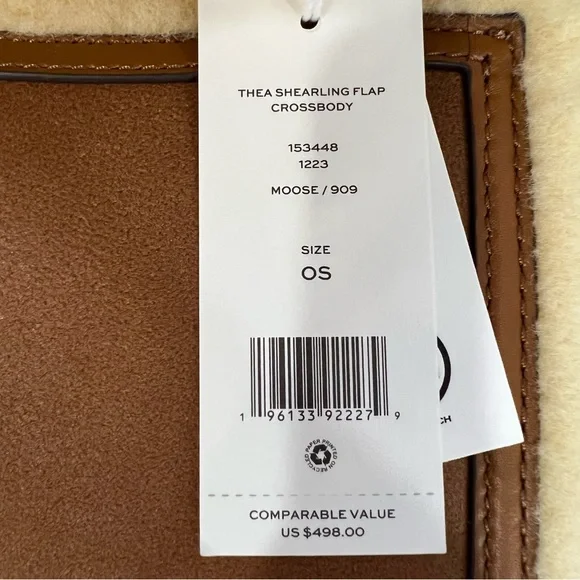 THEA SHEARLING FLAP
CROSSBODY
153448
1223
MOOSE / 909
SIZE
OS
1 96133 92227 9
RECYCLED PAPER PRINTED ON
COMPARABLE VALUE
US $498.00